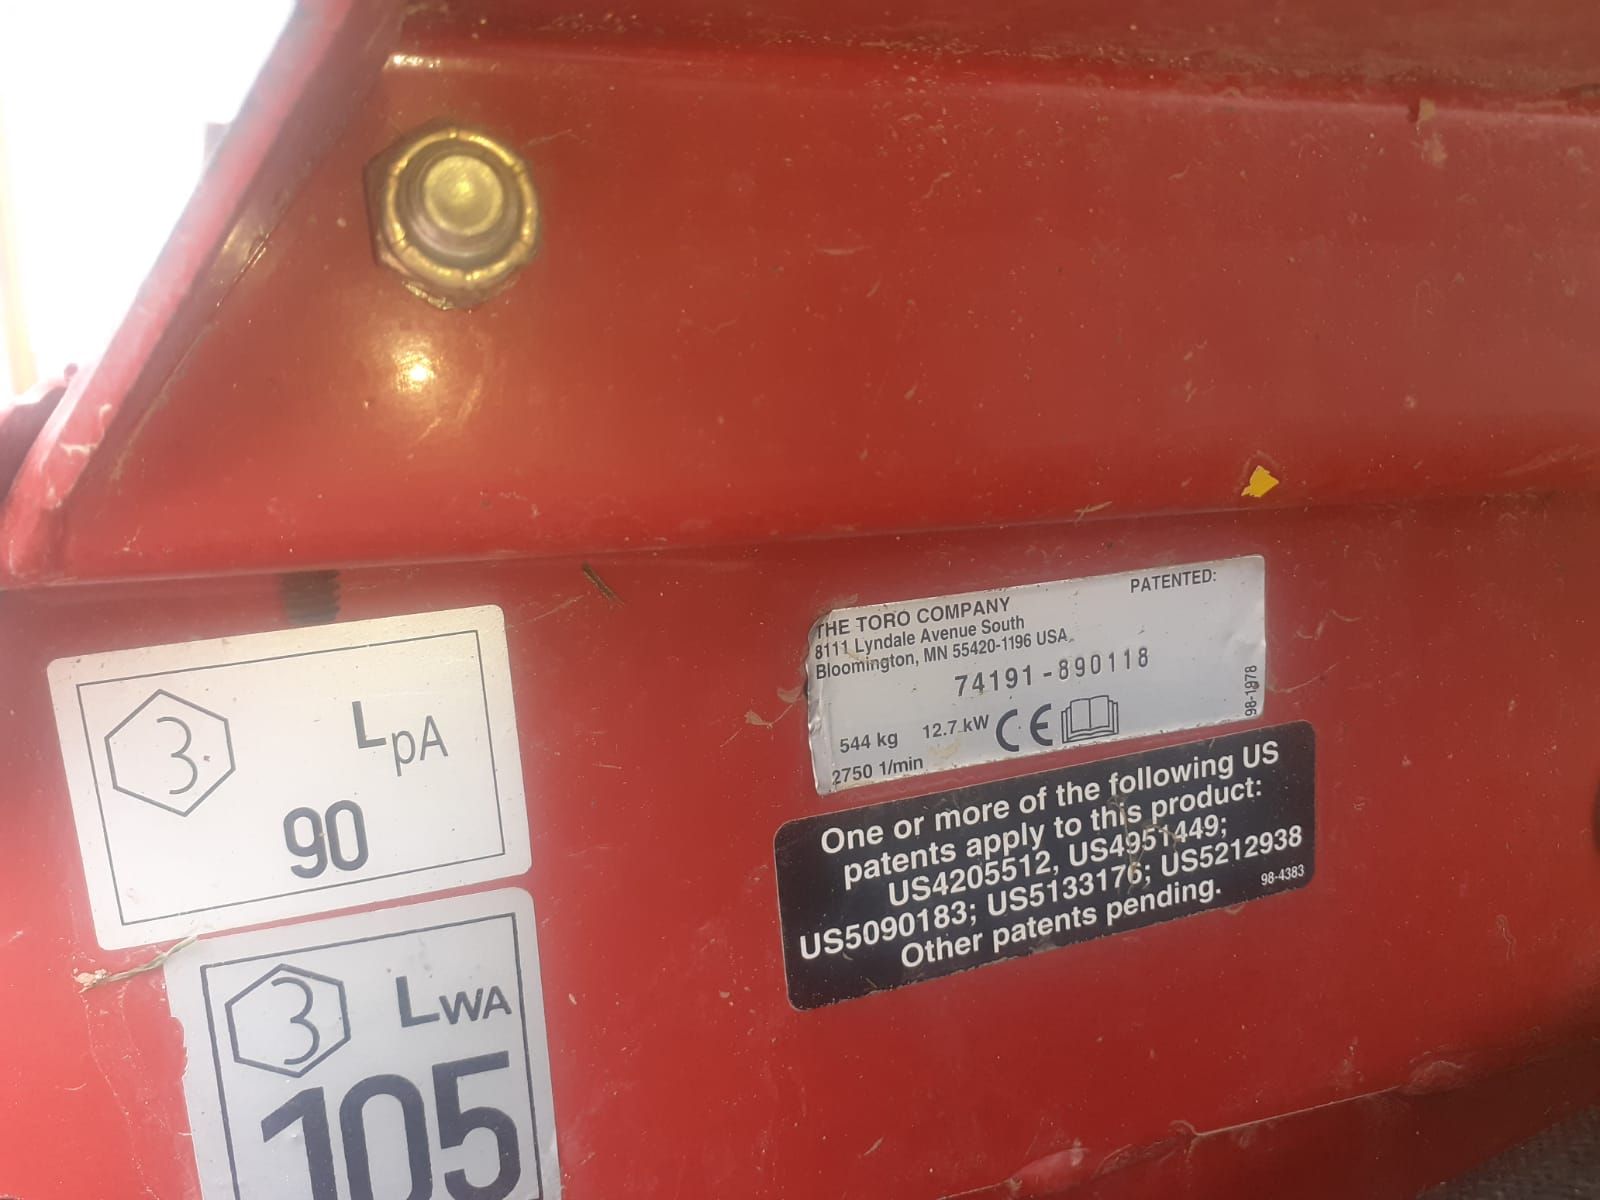 THE TORO COMPANY
PATENTED:
8111 Lyndale Avenue South
Bloomington, MN 55420-1196 USA
74191-890118
544 kg 12.7 kW CE
2750 1/min
98-1978
One or more of the following US
patents apply to this product:
US4205512, US4951449;
US5090183; US5133176; US5212938
Other patents pending.
98-4383
3
LpA
90
3
LWA
105